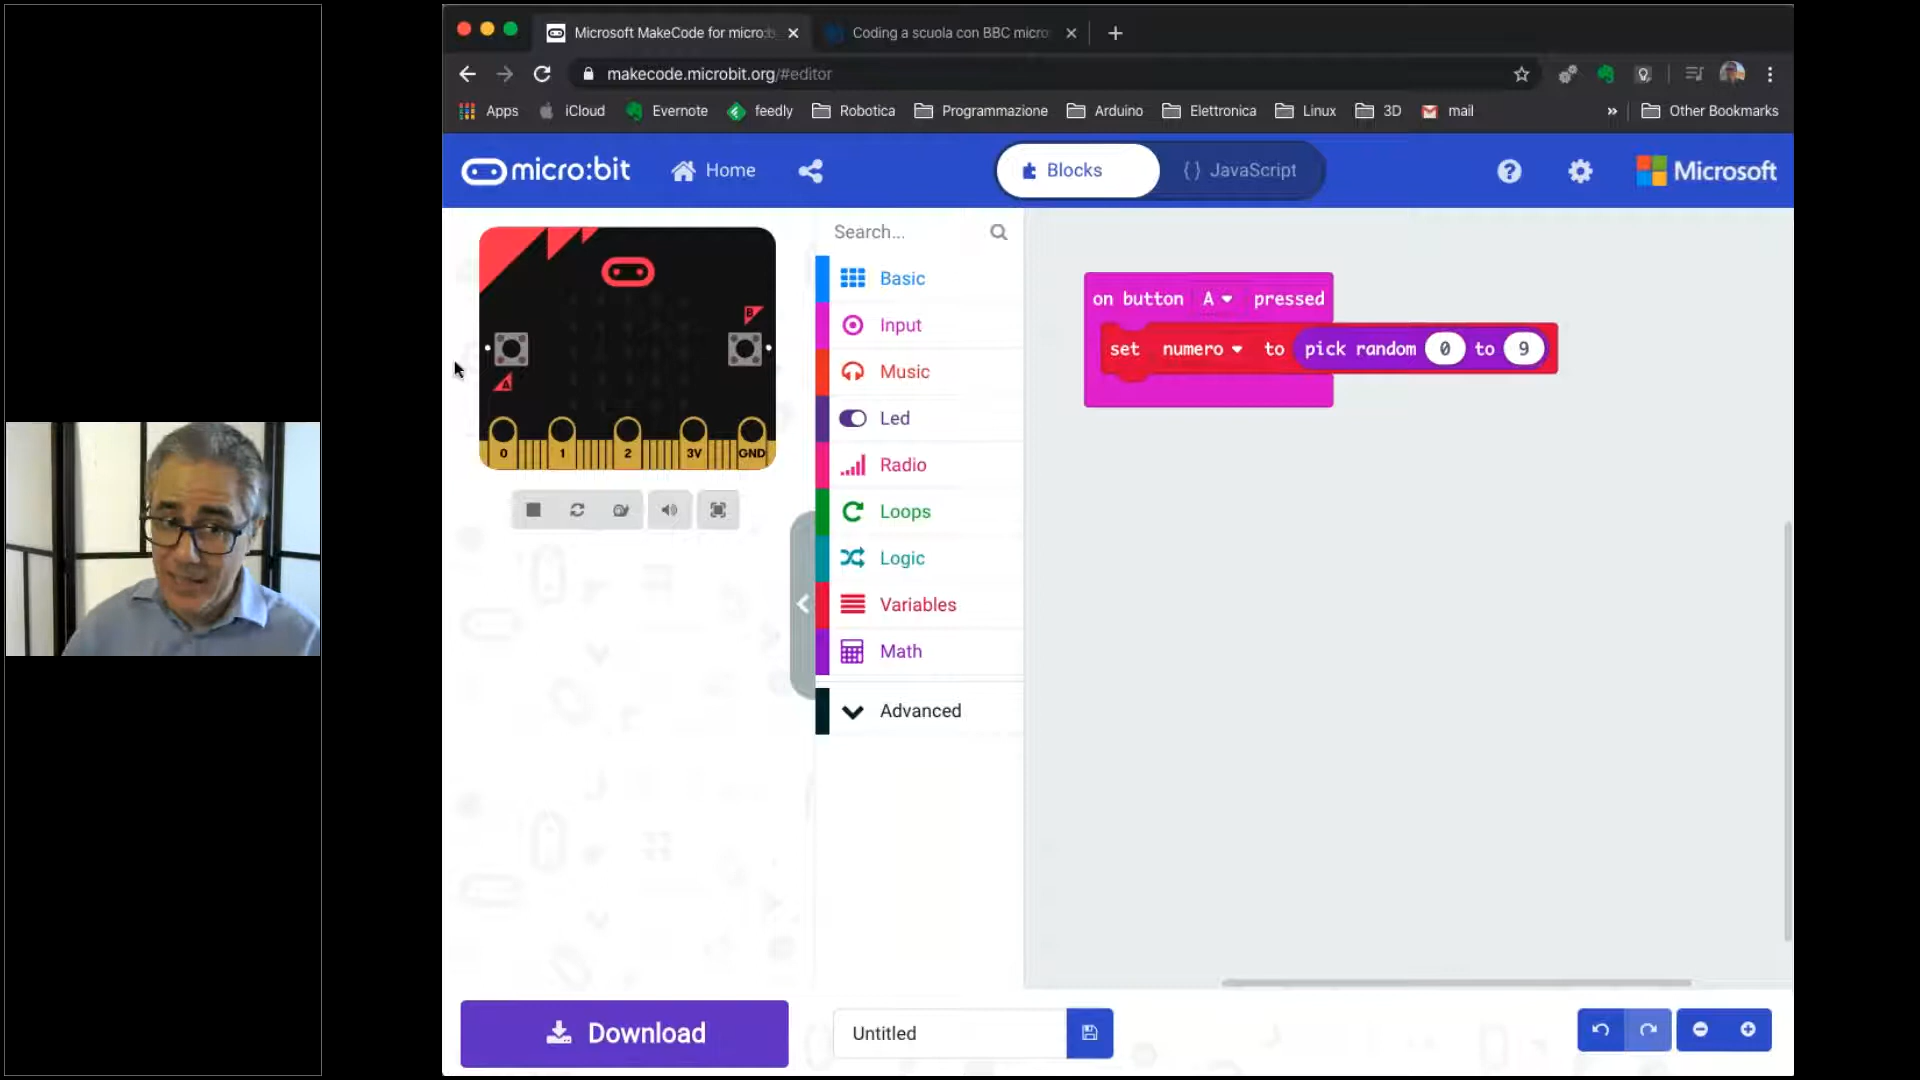 Microsoft MakeCode for micro:b
Coding a scuola con BBC micro
makecode.microbit.org/#editor
Apps
iCloud
Evernote
feedly
Robotica
Programmazione
Arduino
Elettronica
Linux
3D
mail
»
Other Bookmarks
micro:bit
Home
Blocks
{} JavaScript
Microsoft
Search...
Basic
Input
Music
Led
Radio
Loops
Logic
Variables
Math
Advanced
B
A
0 1 2 3V GND
on button A pressed
set numero to pick random 0 to 9
Download
Untitled